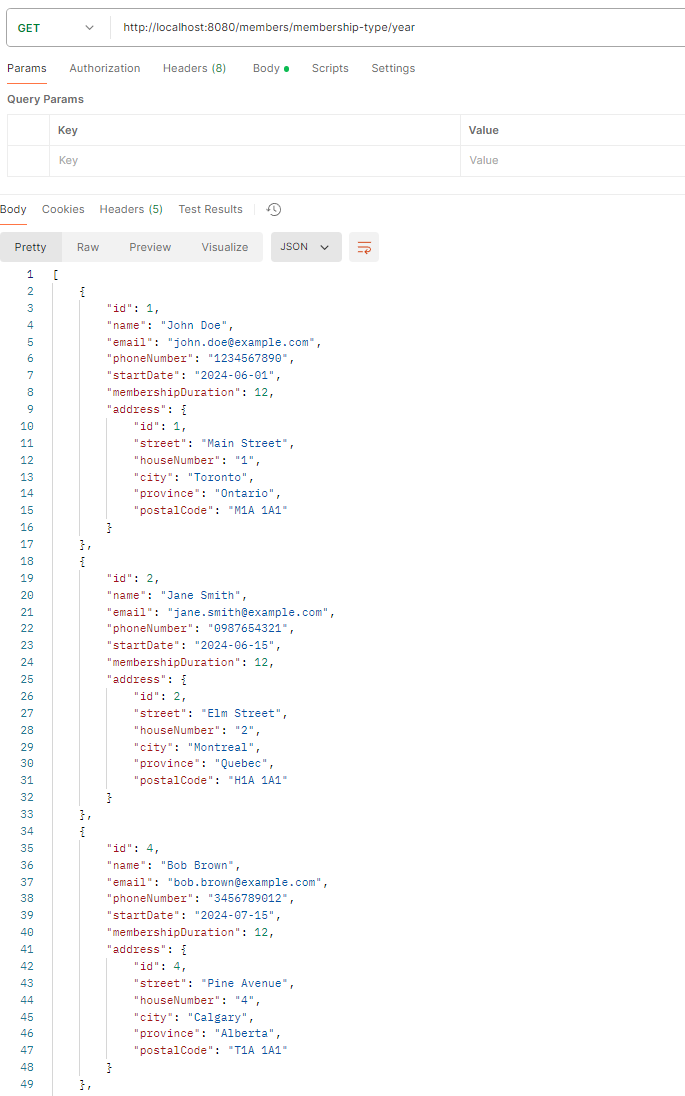 GET http://localhost:8080/members/membership-type/year
Params Authorization Headers (8) Body Scripts Settings
Query Params
Key Value
Key Value
Body Cookies Headers (5) Test Results
Pretty Raw Preview Visualize JSON
1 [
2 {
3 "id": 1,
4 "name": "John Doe",
5 "email": "john.doe@example.com",
6 "phoneNumber": "1234567890",
7 "startDate": "2024-06-01",
8 "membershipDuration": 12,
9 "address": {
10 "id": 1,
11 "street": "Main Street",
12 "houseNumber": "1",
13 "city": "Toronto",
14 "province": "Ontario",
15 "postalCode": "M1A 1A1"
16 }
17 },
18 {
19 "id": 2,
20 "name": "Jane Smith",
21 "email": "jane.smith@example.com",
22 "phoneNumber": "0987654321",
23 "startDate": "2024-06-15",
24 "membershipDuration": 12,
25 "address": {
26 "id": 2,
27 "street": "Elm Street",
28 "houseNumber": "2",
29 "city": "Montreal",
30 "province": "Quebec",
31 "postalCode": "H1A 1A1"
32 }
33 },
34 {
35 "id": 4,
36 "name": "Bob Brown",
37 "email": "bob.brown@example.com",
38 "phoneNumber": "3456789012",
39 "startDate": "2024-07-15",
40 "membershipDuration": 12,
41 "address": {
42 "id": 4,
43 "street": "Pine Avenue",
44 "houseNumber": "4",
45 "city": "Calgary",
46 "province": "Alberta",
47 "postalCode": "T1A 1A1"
48 }
49 },